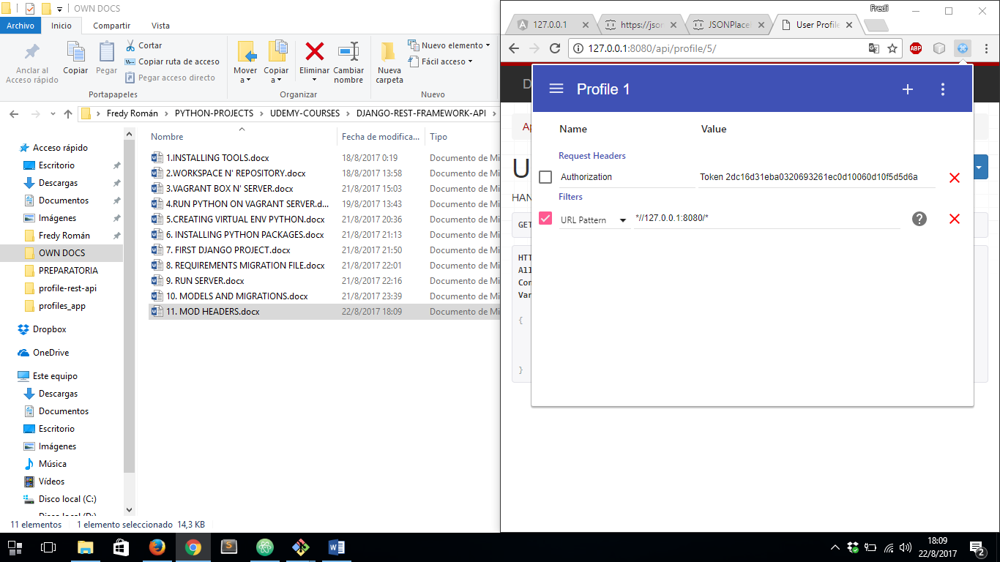 OWN DOCS
Archivo Inicio Compartir Vista
Anclar al Acceso rápido
Copiar
Pegar
Cortar
Copiar ruta de acceso
Pegar acceso directo
Portapapeles
Mover a
Copiar a
Eliminar
Cambiar nombre
Organizar
Nueva carpeta
Nuevo elemento
Fácil acceso
Nuevo
Fredy Román > PYTHON-PROJECTS > UDEMY-COURSES > DJANGO-REST-FRAMEWORK-API >
Acceso rápido
Escritorio
Descargas
Documentos
Imágenes
Fredy Román
OWN DOCS
PREPARATORIA
profile-rest-api
profiles_app
Dropbox
OneDrive
Este equipo
Descargas
Documentos
Escritorio
Imágenes
Música
Vídeos
Disco local (C:)
Disco local (D:)
Nombre Fecha de modifica... Tipo
1.INSTALLING TOOLS.docx 18/8/2017 0:19 Documento de Mi
2.WORKSPACE N' REPOSITORY.docx 18/8/2017 13:58 Documento de Mi
3.VAGRANT BOX N' SERVER.docx 21/8/2017 15:03 Documento de Mi
4.RUN PYTHON ON VAGRANT SERVER.d... 19/8/2017 13:43 Documento de Mi
5.CREATING VIRTUAL ENV PYTHON.docx 21/8/2017 20:36 Documento de Mi
6. INSTALLING PYTHON PACKAGES.docx 21/8/2017 21:13 Documento de Mi
7. FIRST DJANGO PROJECT.docx 21/8/2017 21:50 Documento de Mi
8. REQUIREMENTS MIGRATION FILE.docx 21/8/2017 22:01 Documento de Mi
9. RUN SERVER.docx 21/8/2017 22:16 Documento de Mi
10. MODELS AND MIGRATIONS.docx 21/8/2017 23:39 Documento de Mi
11. MOD HEADERS.docx 22/8/2017 18:09 Documento de Mi
11 elementos 1 elemento seleccionado 14,3 KB
Fredi
127.0.0.1 https://json JSONPlace User Profile
127.0.0.1:8080/api/profile/5/
ABP
D
Ap
U
HAN
GET
HTT
All
Con
Var
{
}
Profile 1
Name Value
Request Headers
Authorization Token 2dc16d31eba0320693261ec0d10060d10f5d5d6a
Filters
URL Pattern *//127.0.0.1:8080/*
18:09
22/8/2017
2